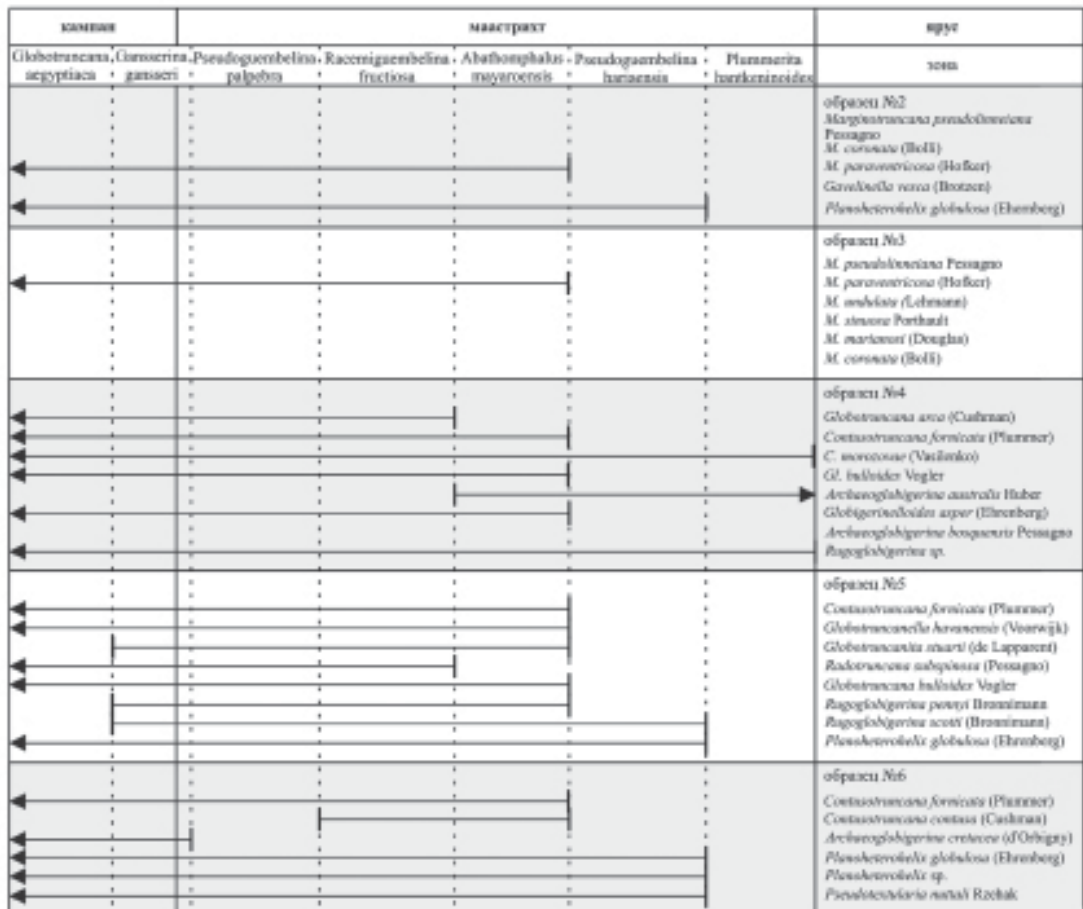 кампан маастрихт ярус
Globotruncana aegyptiaca Gansserina gansseri Pseudoguembelina palpebra Racemiguembelina fructiosa Abathomphalus mayaroensis Pseudoguembelina hariaensis Plummerita hantkeninoides зона
образец №2
Marginotruncana pseudolinneiana
Pessagno
M. coronata (Bolli)
M. paraventricosa (Hofker)
Gavelinella vesca (Brotzen)
Planoheterohelix globulosa (Ehrenberg)
образец №3
M. pseudolinneiana Pessagno
M. paraventricosa (Hofker)
M. undulata (Lehmann)
M. sinuosa Porthault
M. marianosi (Douglas)
M. coronata (Bolli)
образец №4
Globotruncana arca (Cushman)
Contusotruncana fornicata (Plummer)
C. morozovae (Vasilenko)
Gl. bulloides Vogler
Archaeoglobigerina australis Huber
Globigerinelloides asper (Ehrenberg)
Archaeoglobigerina bosquensis Pessagno
Rugoglobigerina sp.
образец №5
Contusotruncana fornicata (Plummer)
Globotruncanella havanensis (Voorwijk)
Globotruncanita stuarti (de Lapparent)
Radotruncana subspinosa (Pessagno)
Globotruncana bulloides Vogler
Rugoglobigerina pennyi Bronnimann
Rugoglobigerina scotti (Bronnimann)
Planoheterohelix globulosa (Ehrenberg)
образец №6
Contusotruncana fornicata (Plummer)
Contusotruncana contusa (Cushman)
Archaeoglobigerina cretacea (d'Orbigny)
Planoheterohelix globulosa (Ehrenberg)
Planoheterohelix sp.
Pseudotextularia nuttali Rzehak